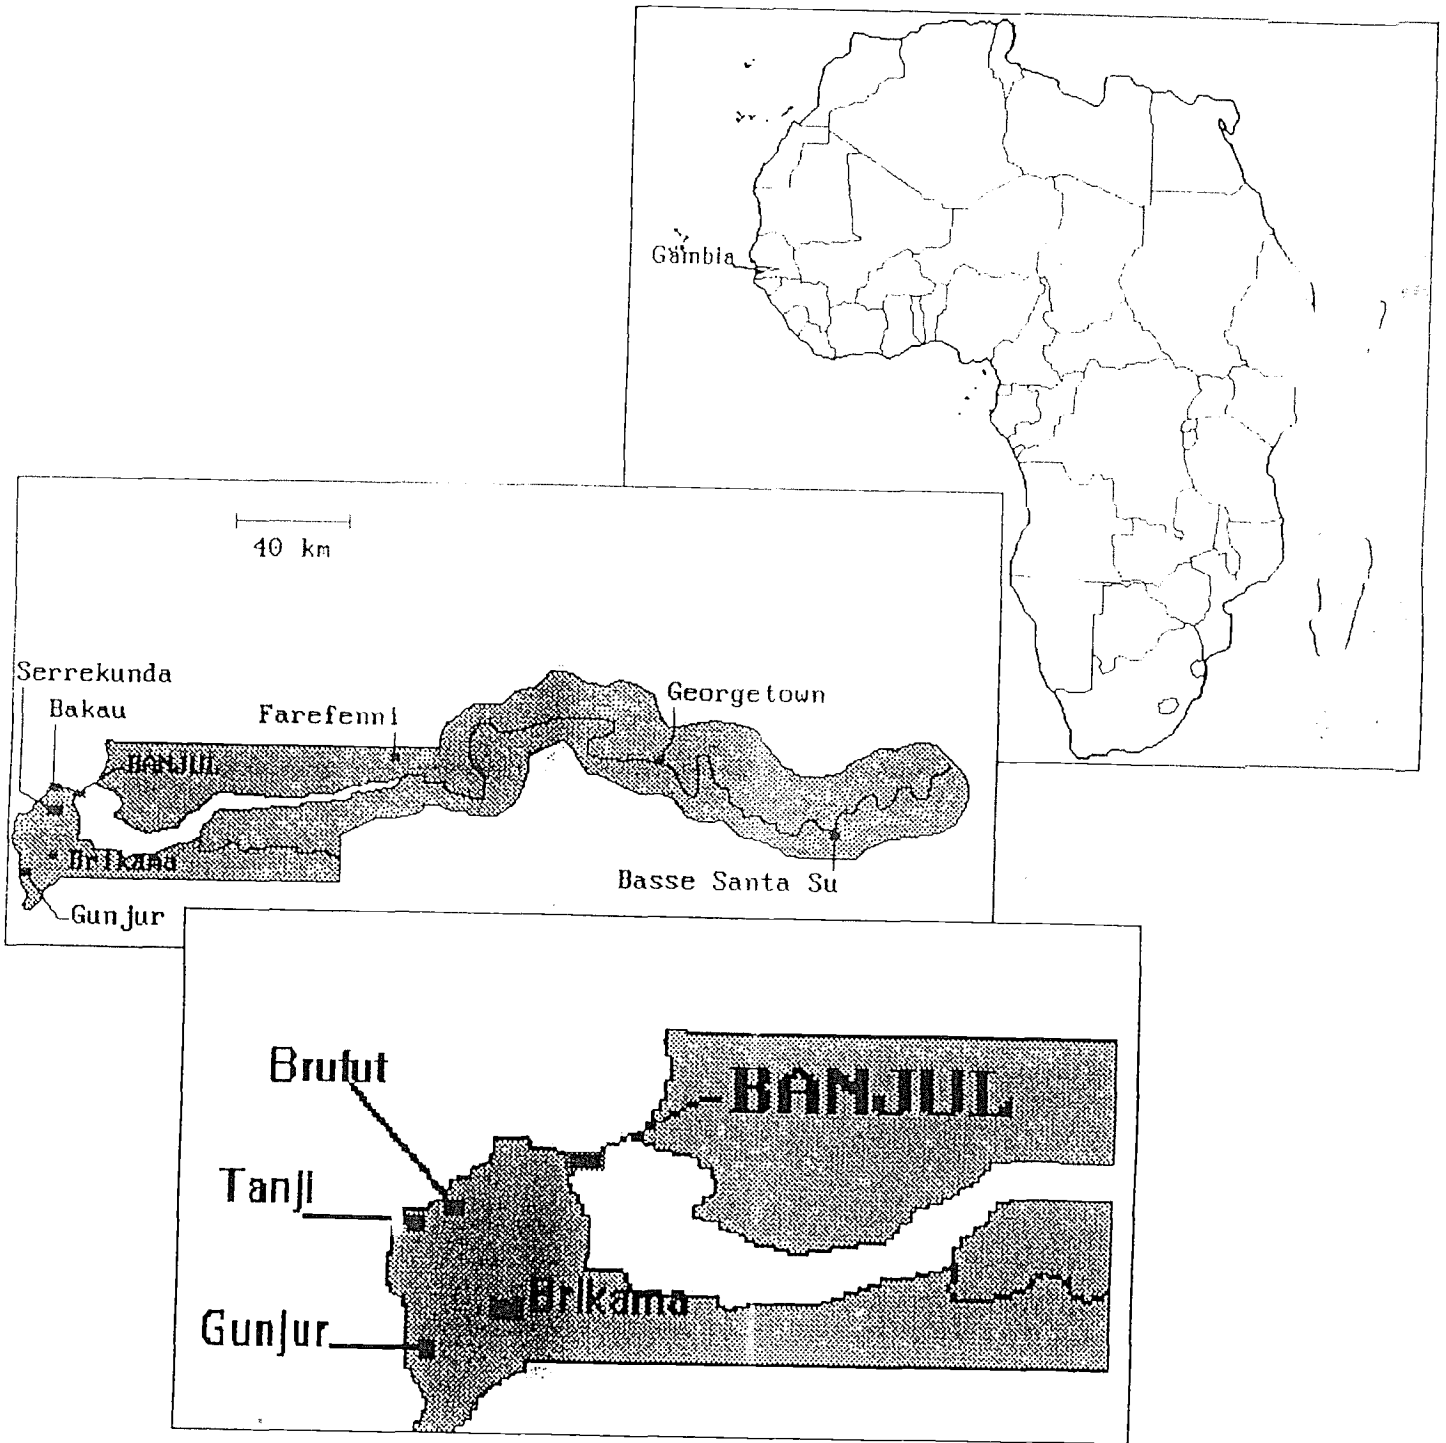 Gambia
40 km
Serrekunda
Bakau
Farefenni
Georgetown
BANJUL
Brikama
Basse Santa Su
Gunjur
Brufut
BANJUL
Tanji
Brikama
Gunjur